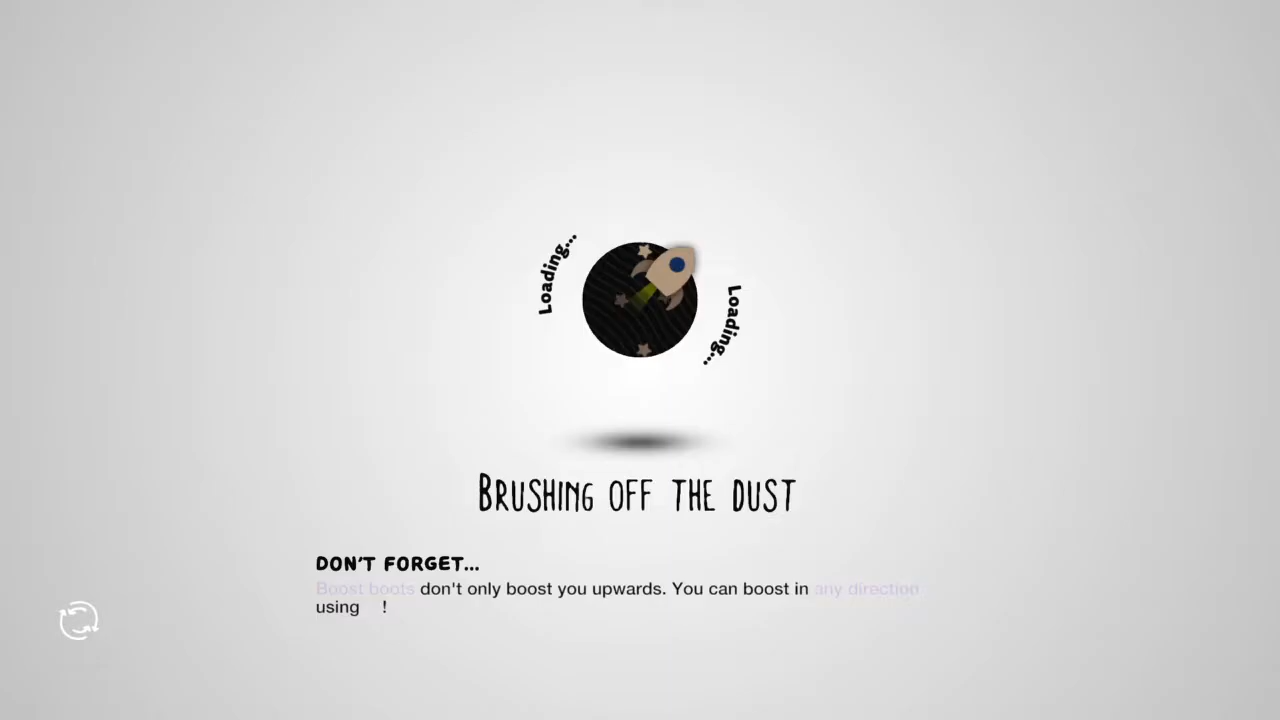 Loading...
Loading...
BRUSHING OFF THE DUST
DON'T FORGET...
Boost boots don't only boost you upwards. You can boost in any direction
using !